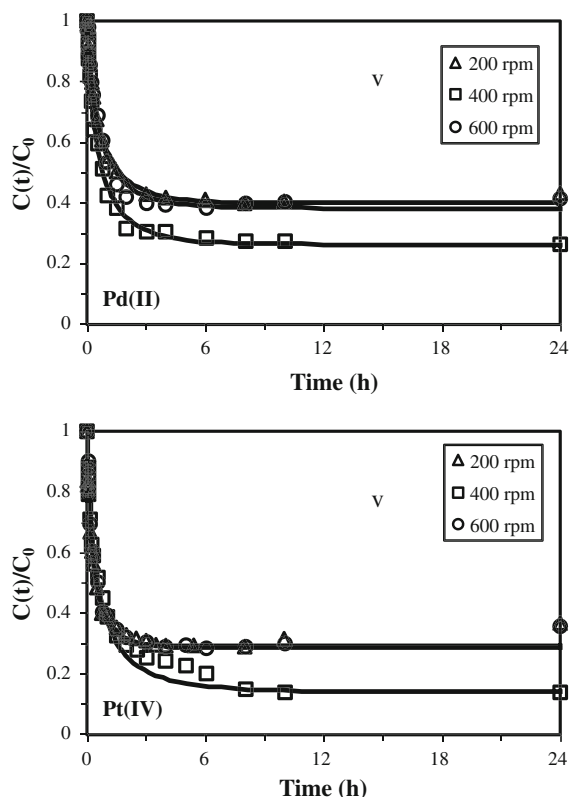 1
0.8
0.6
0.4
0.2
0
C(t)/C₀
v
200 rpm
400 rpm
600 rpm
Pd(II)
0 6 12 18 24
Time (h)
1
0.8
0.6
0.4
0.2
0
C(t)/C₀
v
200 rpm
400 rpm
600 rpm
Pt(IV)
0 6 12 18 24
Time (h)